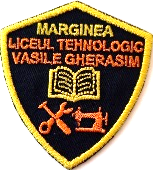 MARGINEA
LICEUL TEHNOLOGIC
VASILE GHERASIM